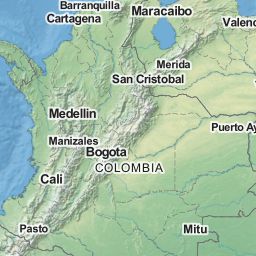 Barranquilla
Maracaibo
Cartagena
Valenc
Merida
San Cristobal
Medellin
Puerto Ay
Manizales
Bogota
COLOMBIA
Cali
Mitu
Pasto